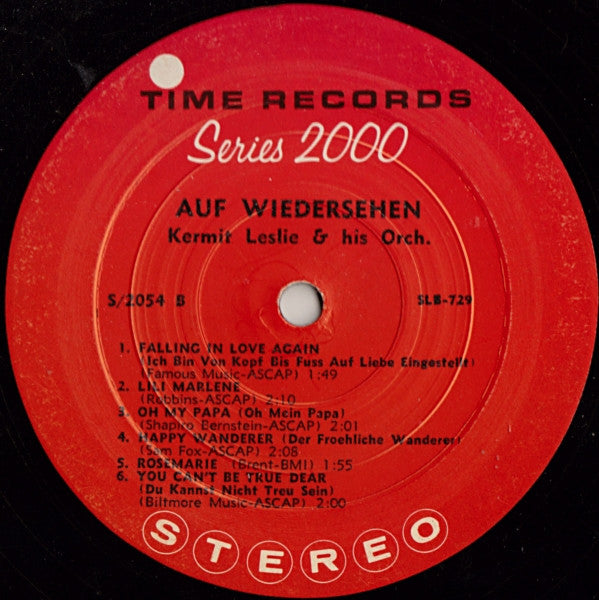 TIME RECORDS
Series 2000
AUF WIEDERSEHEN
Kermit Leslie & his Orch.
S/2054 B SLB-729
1. FALLING IN LOVE AGAIN
(Ich Bin Von Kopf Bis Fuss Auf Liebe Eingestellt)
(Famous Music-ASCAP) 1:49
2. LILI MARLENE
(Robbins-ASCAP) 2:10
3. OH MY PAPA (Oh Mein Papa)
(Shapiro Bernstein-ASCAP) 2:01
4. HAPPY WANDERER (Der Froehliche Wanderer)
(Sam Fox-ASCAP) 2:08
5. ROSEMARIE (Brent-BMI) 1:55
6. YOU CAN'T BE TRUE DEAR
(Du Kannst Nicht Treu Sein)
(Biltmore Music-ASCAP) 2:00
STEREO